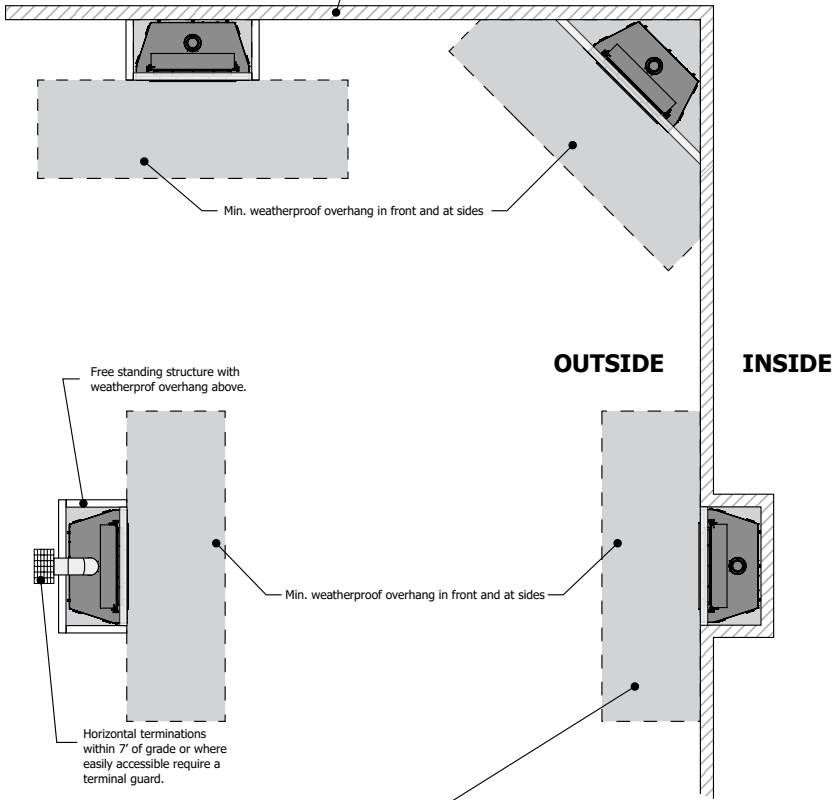 Min. weatherproof overhang in front and at sides
OUTSIDE
INSIDE
Free standing structure with
weatherprof overhang above.
Min. weatherproof overhang in front and at sides
Horizontal terminations
within 7' of grade or where
easily accessible require a
terminal guard.